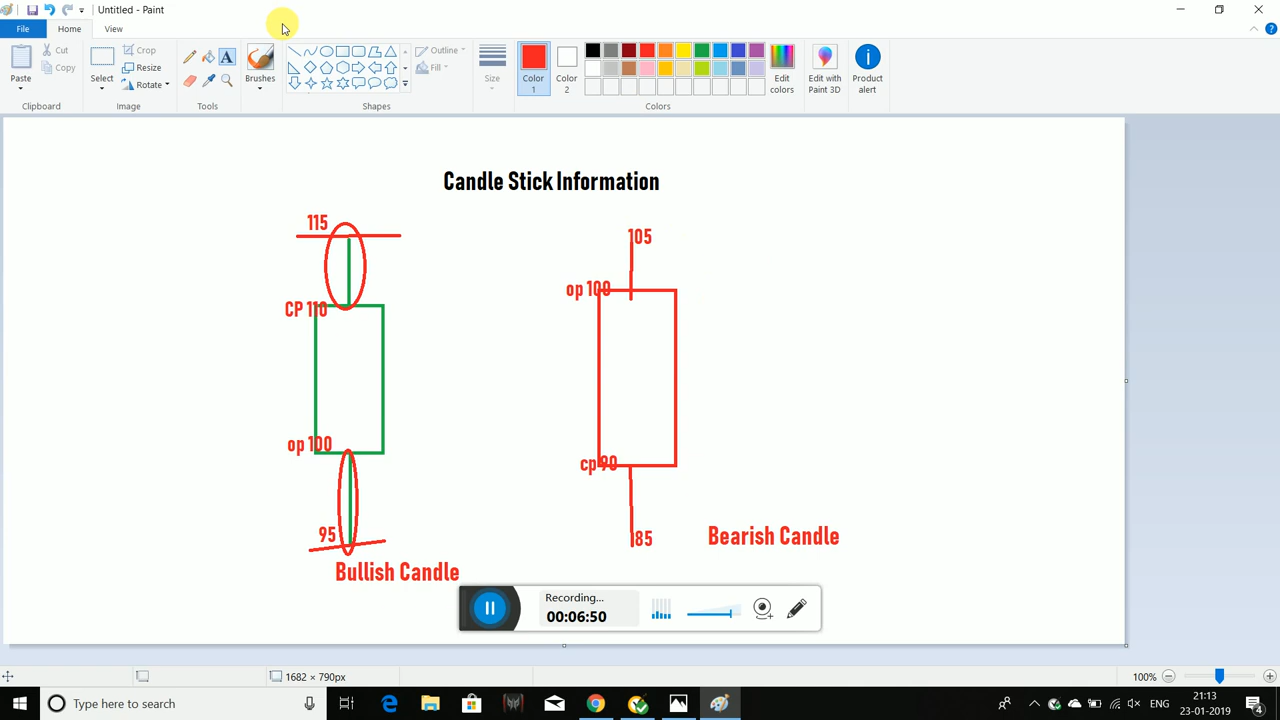 Untitled - Paint
File
Home
View
Paste
Cut
Copy
Clipboard
Select
Crop
Resize
Rotate
Image
Tools
Brushes
Outline
Fill
Shapes
Size
Color 1
Color 2
Edit colors
Colors
Edit with Paint 3D
Product alert
Candle Stick Information
115
105
op 100
CP 110
op 100
cp 90
95
85
Bearish Candle
Bullish Candle
Recording...
00:06:50
1682 × 790px
100%
Type here to search
ENG
21:13
23-01-2019
4